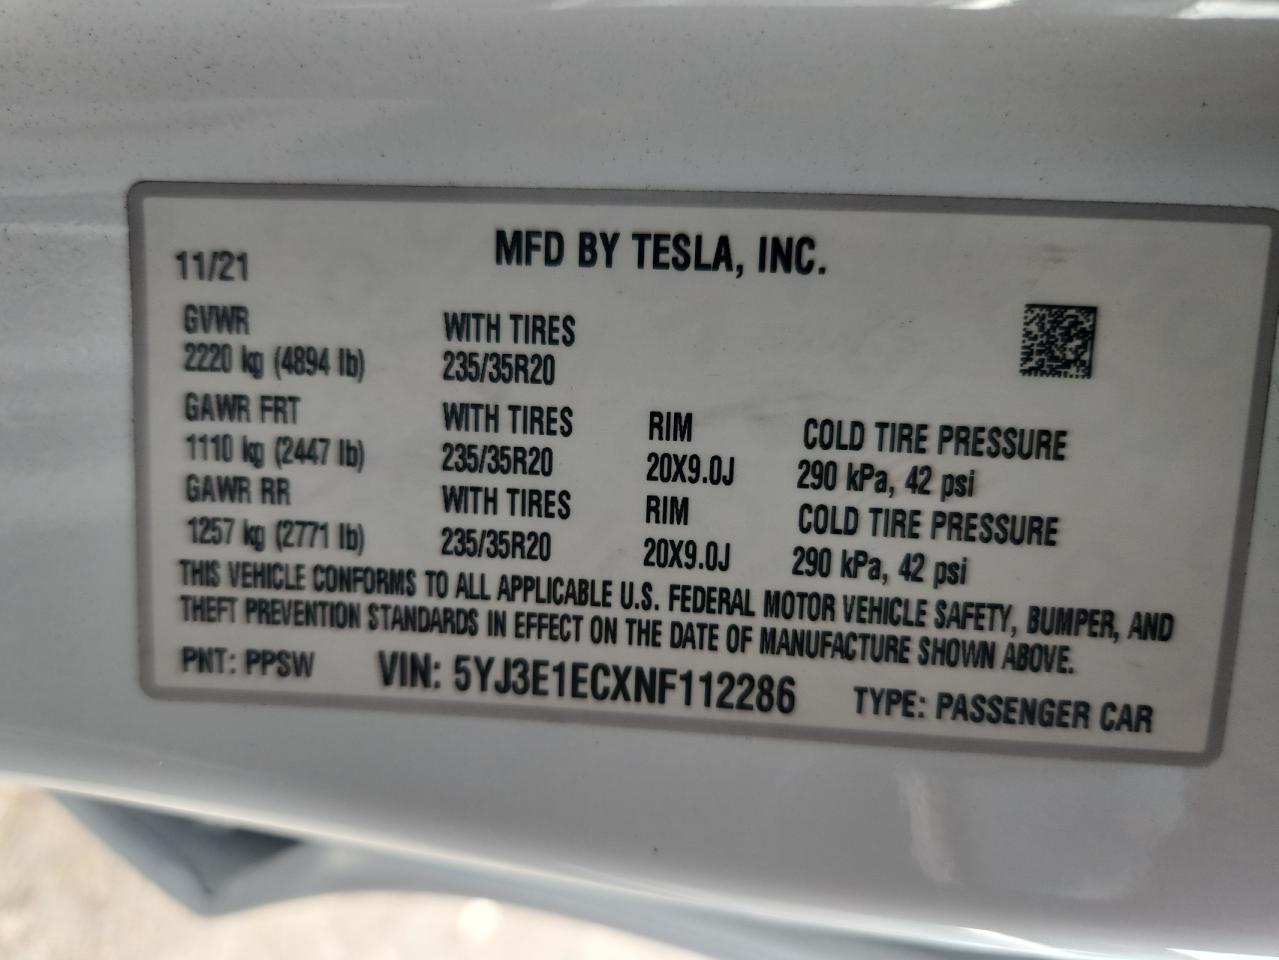 MFD BY TESLA, INC.
11/21
GVWR WITH TIRES
2220 kg (4894 lb) 235/35R20
GAWR FRT WITH TIRES RIM COLD TIRE PRESSURE
1110 kg (2447 lb) 235/35R20 20X9.0J 290 kPa, 42 psi
GAWR RR WITH TIRES RIM COLD TIRE PRESSURE
1257 kg (2771 lb) 235/35R20 20X9.0J 290 kPa, 42 psi
THIS VEHICLE CONFORMS TO ALL APPLICABLE U.S. FEDERAL MOTOR VEHICLE SAFETY, BUMPER, AND
THEFT PREVENTION STANDARDS IN EFFECT ON THE DATE OF MANUFACTURE SHOWN ABOVE.
PNT: PPSW VIN: 5YJ3E1ECXNF112286 TYPE: PASSENGER CAR